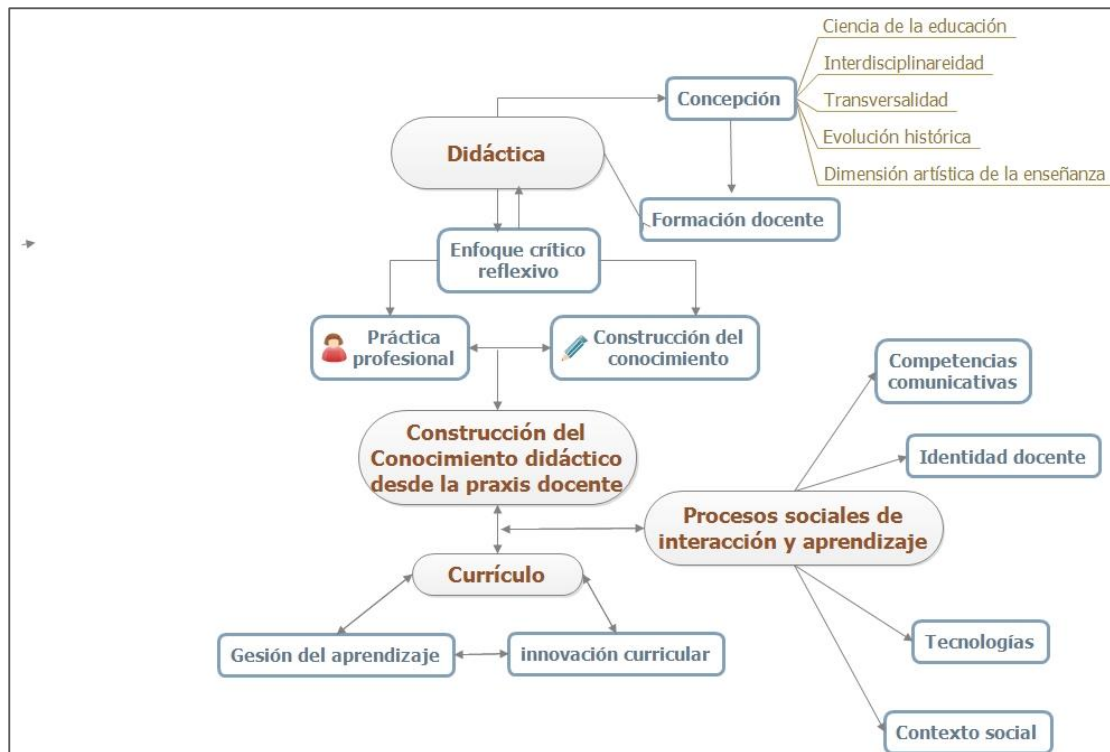 Ciencia de la educación
Interdisciplinareidad
Concepción
Transversalidad
Evolución histórica
Dimensión artística de la enseñanza
Didáctica
Formación docente
Enfoque crítico
reflexivo
Práctica
profesional
Construcción del
conocimiento
Competencias
comunicativas
Construcción del
Conocimiento didáctico
desde la praxis docente
Identidad docente
Procesos sociales de
interacción y aprendizaje
Currículo
Gesión del aprendizaje
innovación curricular
Tecnologías
Contexto social